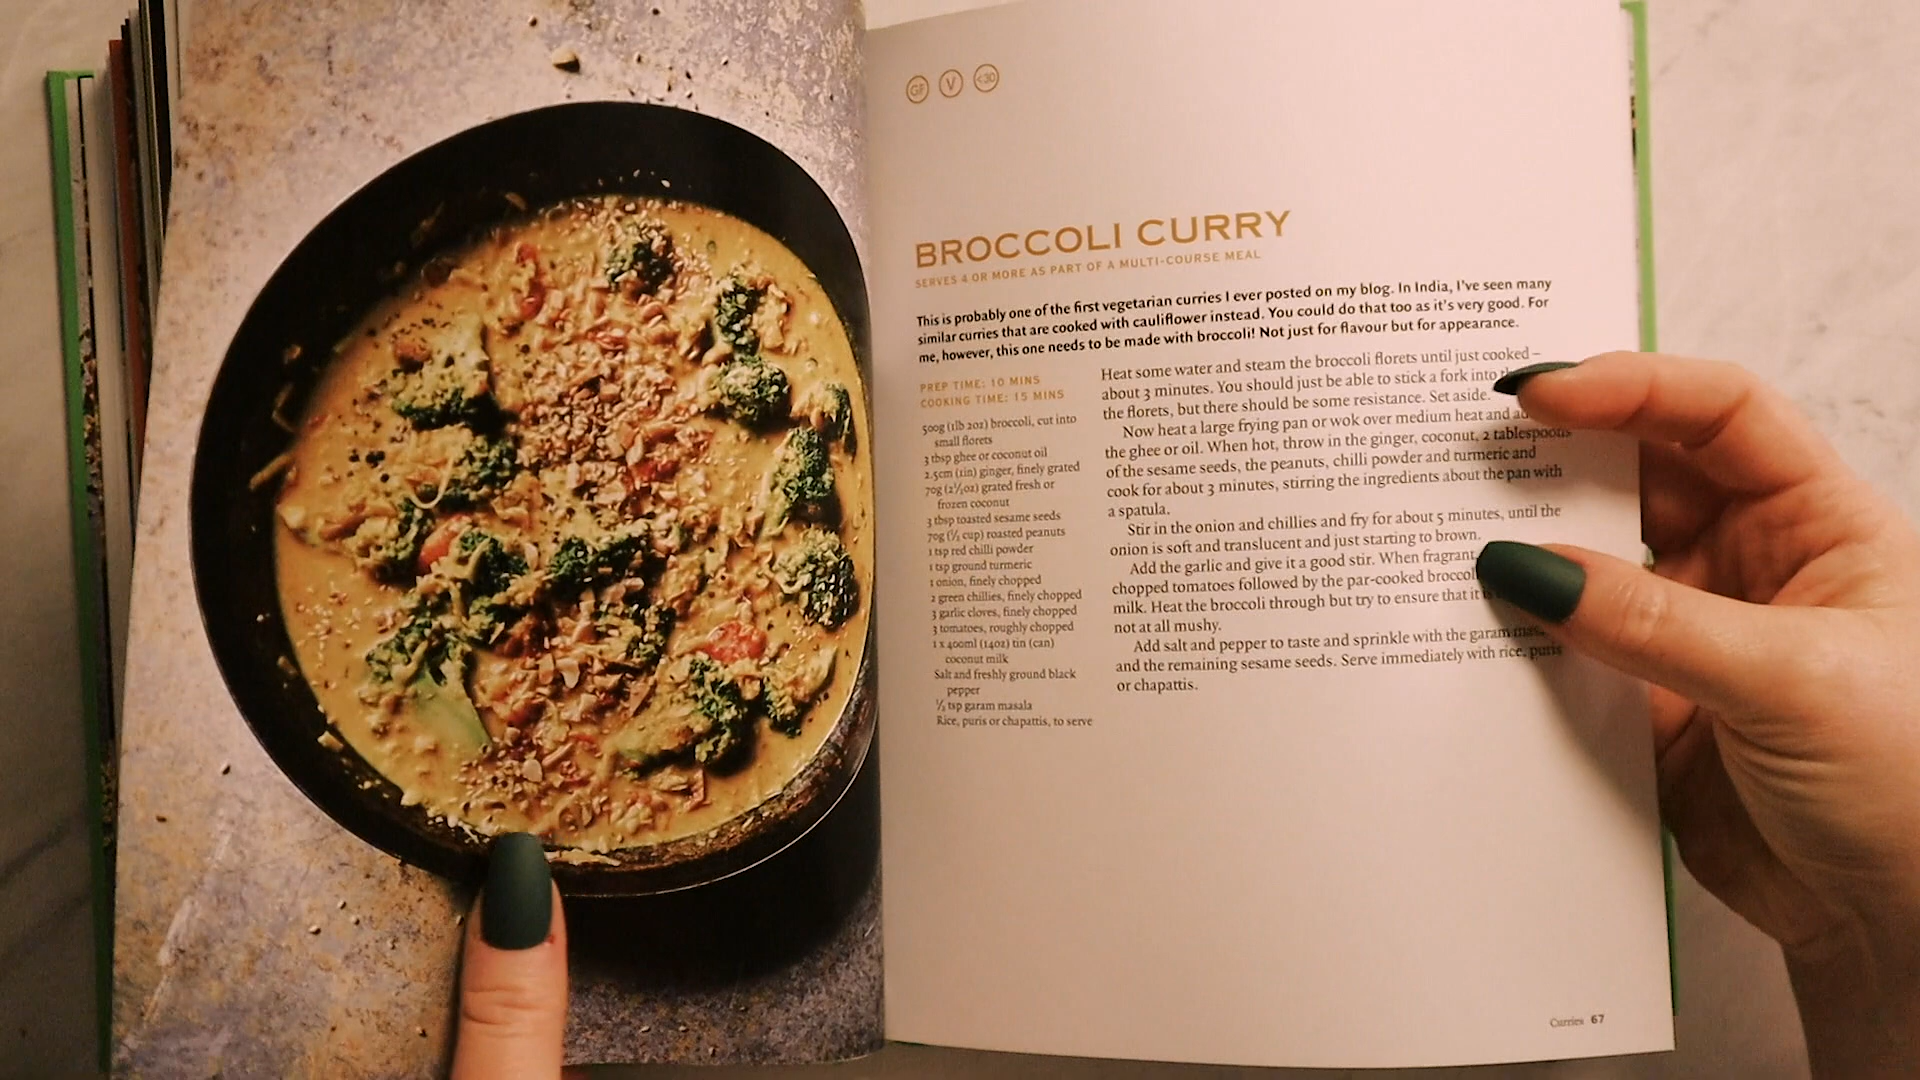 GF V <30
BROCCOLI CURRY
SERVES 4 OR MORE AS PART OF A MULTI-COURSE MEAL
This is probably one of the first vegetarian curries I ever posted on my blog. In India, I've seen many
similar curries that are cooked with cauliflower instead. You could do that too as it's very good. For
me, however, this one needs to be made with broccoli! Not just for flavour but for appearance.
PREP TIME: 10 MINS
COOKING TIME: 15 MINS
500g (1lb 2oz) broccoli, cut into
small florets
3 tbsp ghee or coconut oil
2.5cm (1in) ginger, finely grated
70g (2½oz) grated fresh or
frozen coconut
3 tbsp toasted sesame seeds
70g (½ cup) roasted peanuts
1 tsp red chilli powder
1 tsp ground turmeric
1 onion, finely chopped
2 green chillies, finely chopped
3 garlic cloves, finely chopped
3 tomatoes, roughly chopped
1 x 400ml (14oz) tin (can)
coconut milk
Salt and freshly ground black
pepper
½ tsp garam masala
Rice, puris or chapattis, to serve
Heat some water and steam the broccoli florets until just cooked –
about 3 minutes. You should just be able to stick a fork into
the florets, but there should be some resistance. Set aside.
Now heat a large frying pan or wok over medium heat and
the ghee or oil. When hot, throw in the ginger, coconut, 2 tablespoons
of the sesame seeds, the peanuts, chilli powder and turmeric and
cook for about 3 minutes, stirring the ingredients about the pan with
a spatula.
Stir in the onion and chillies and fry for about 5 minutes, until the
onion is soft and translucent and just starting to brown.
Add the garlic and give it a good stir. When fragrant,
chopped tomatoes followed by the par-cooked
milk. Heat the broccoli through but try to ensure that it
not at all mushy.
Add salt and pepper to taste and sprinkle with the garam
and the remaining sesame seeds. Serve immediately with rice, puris
or chapattis.
Curries 67